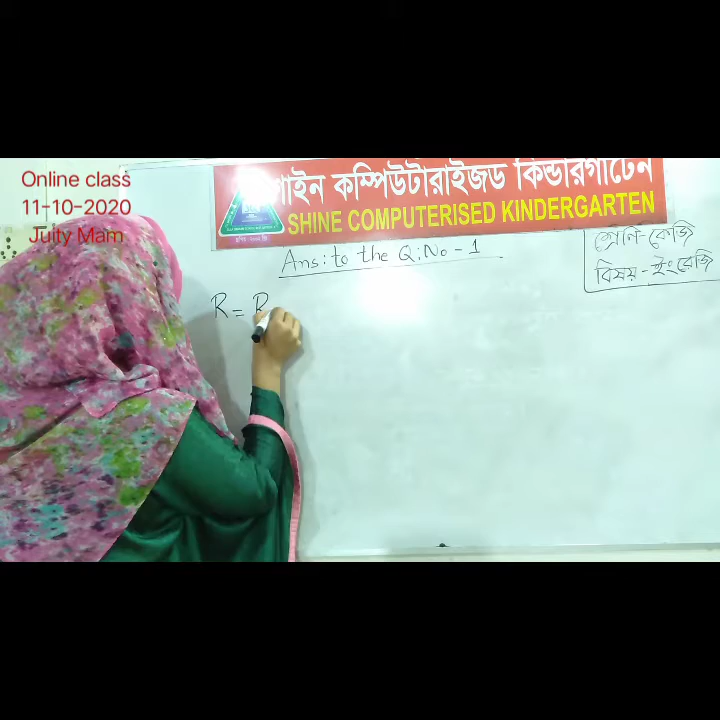 Online class
11-10-2020
Juity Mam
শাইন কম্পিউটারাইজড কিন্ডারগার্টেন
SHINE COMPUTERISED KINDERGARTEN
Ans: to the Q: No - 1
শ্রেনি-কেজি
বিষয় - ইংরেজি
R = R